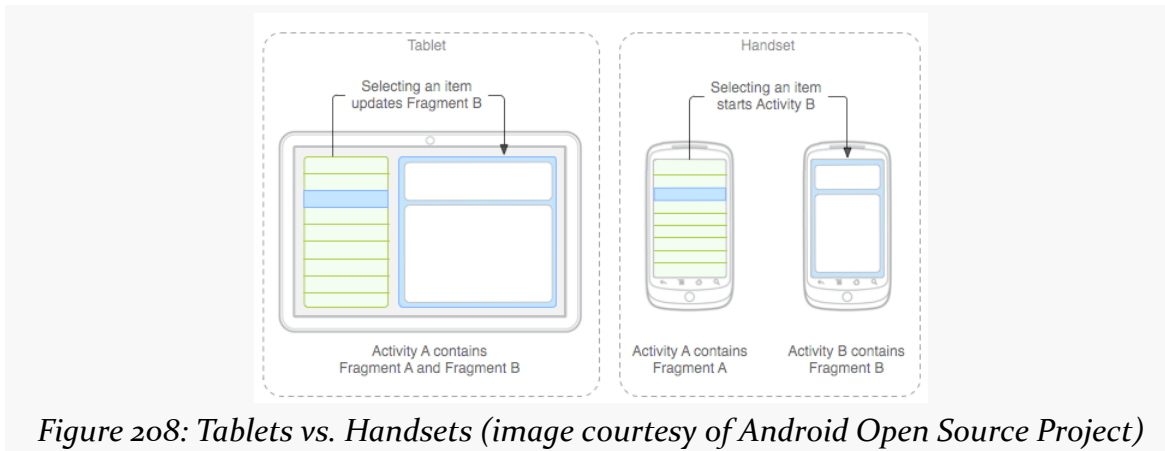 Tablet
Selecting an item
updates Fragment B
Activity A contains
Fragment A and Fragment B
Handset
Selecting an item
starts Activity B
Activity A contains
Fragment A
Activity B contains
Fragment B
Figure 208: Tablets vs. Handsets (image courtesy of Android Open Source Project)